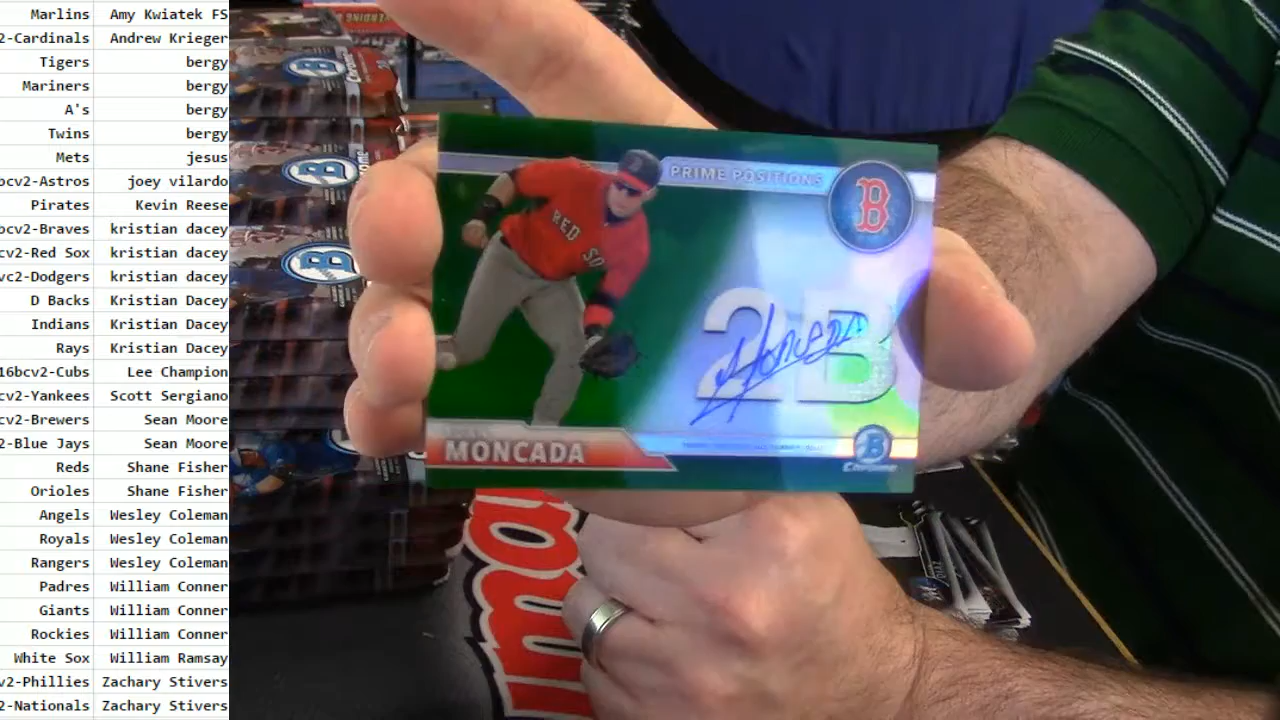 Marlins Amy Kwiatek FS
2-Cardinals Andrew Krieger
Tigers bergy
Mariners bergy
A's bergy
Twins bergy
Mets jesus
bcv2-Astros joey vilardo
Pirates Kevin Reese
bcv2-Braves kristian dacey
cv2-Red Sox kristian dacey
vc2-Dodgers kristian dacey
D Backs Kristian Dacey
Indians Kristian Dacey
Rays Kristian Dacey
16bcv2-Cubs Lee Champion
cv2-Yankees Scott Sergiano
cv2-Brewers Sean Moore
2-Blue Jays Sean Moore
Reds Shane Fisher
Orioles Shane Fisher
Angels Wesley Coleman
Royals Wesley Coleman
Rangers Wesley Coleman
Padres William Conner
Giants William Conner
Rockies William Conner
White Sox William Ramsay
v2-Phillies Zachary Stivers
2-Nationals Zachary Stivers
PRIME POSITIONS
B
RED SO
2B
Moncada
MONCADA
B
Chrome
B
B
B
mo